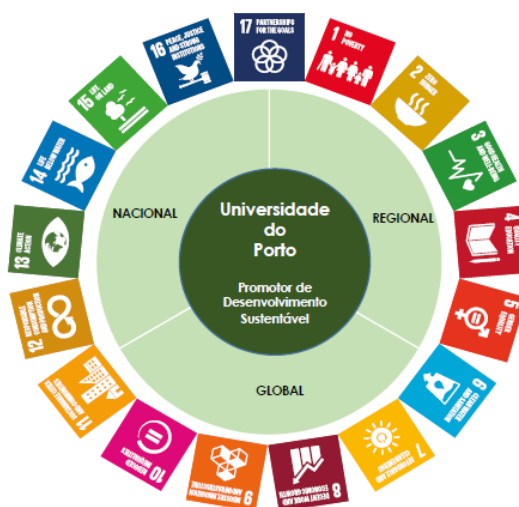 Universidade
do
Porto
Promotor de
Desenvolvimento
Sustentável
NACIONAL
REGIONAL
GLOBAL
1 NO
POVERTY
2 ZERO
HUNGER
3 GOOD HEALTH
AND WELL-BEING
4 QUALITY
EDUCATION
5 GENDER
EQUALITY
6 CLEAN WATER
AND SANITATION
7 AFFORDABLE AND
CLEAN ENERGY
8 DECENT WORK AND
ECONOMIC GROWTH
9 INDUSTRY, INNOVATION
AND INFRASTRUCTURE
10 REDUCED
INEQUALITIES
11 SUSTAINABLE CITIES
AND COMMUNITIES
12 RESPONSIBLE
CONSUMPTION
AND PRODUCTION
13 CLIMATE
ACTION
14 LIFE
BELOW WATER
15 LIFE
ON LAND
16 PEACE, JUSTICE
AND STRONG
INSTITUTIONS
17 PARTNERSHIPS
FOR THE GOALS